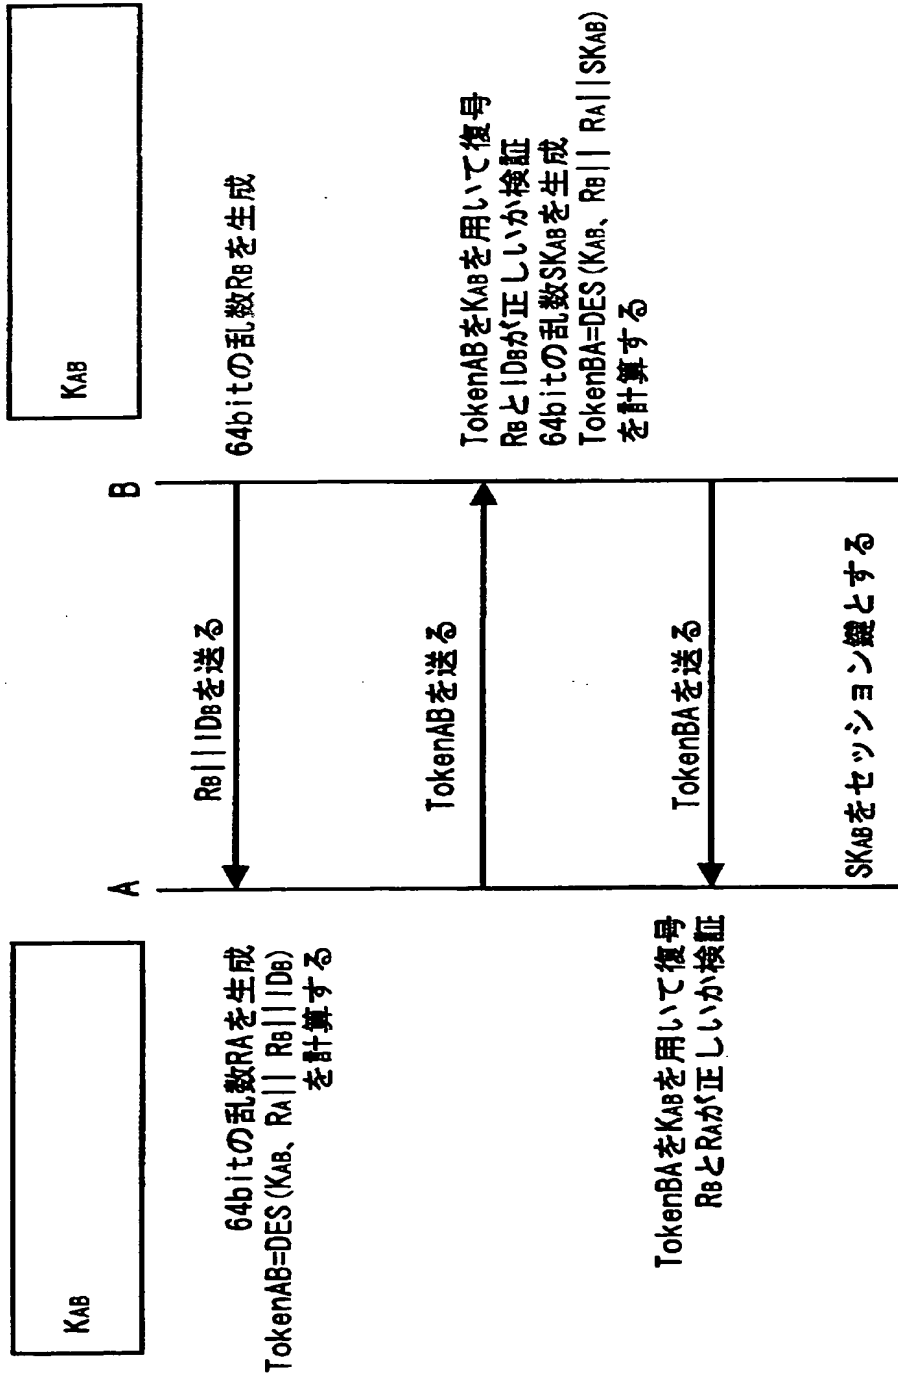 KAB
KAB
A
B
64bitの乱数RBを生成
RB||IDBを送る
64bitの乱数RAを生成
TokenAB=DES(KAB、RA|| RB||IDB)
を計算する
TokenABを送る
TokenABをKABを用いて復号
RBとIDBが正しいか検証
64bitの乱数SKABを生成
TokenBA=DES(KAB、RB|| RA||SKAB)
を計算する
TokenBAを送る
TokenBAをKABを用いて復号
RBとRAが正しいか検証
SKABをセッション鍵とする